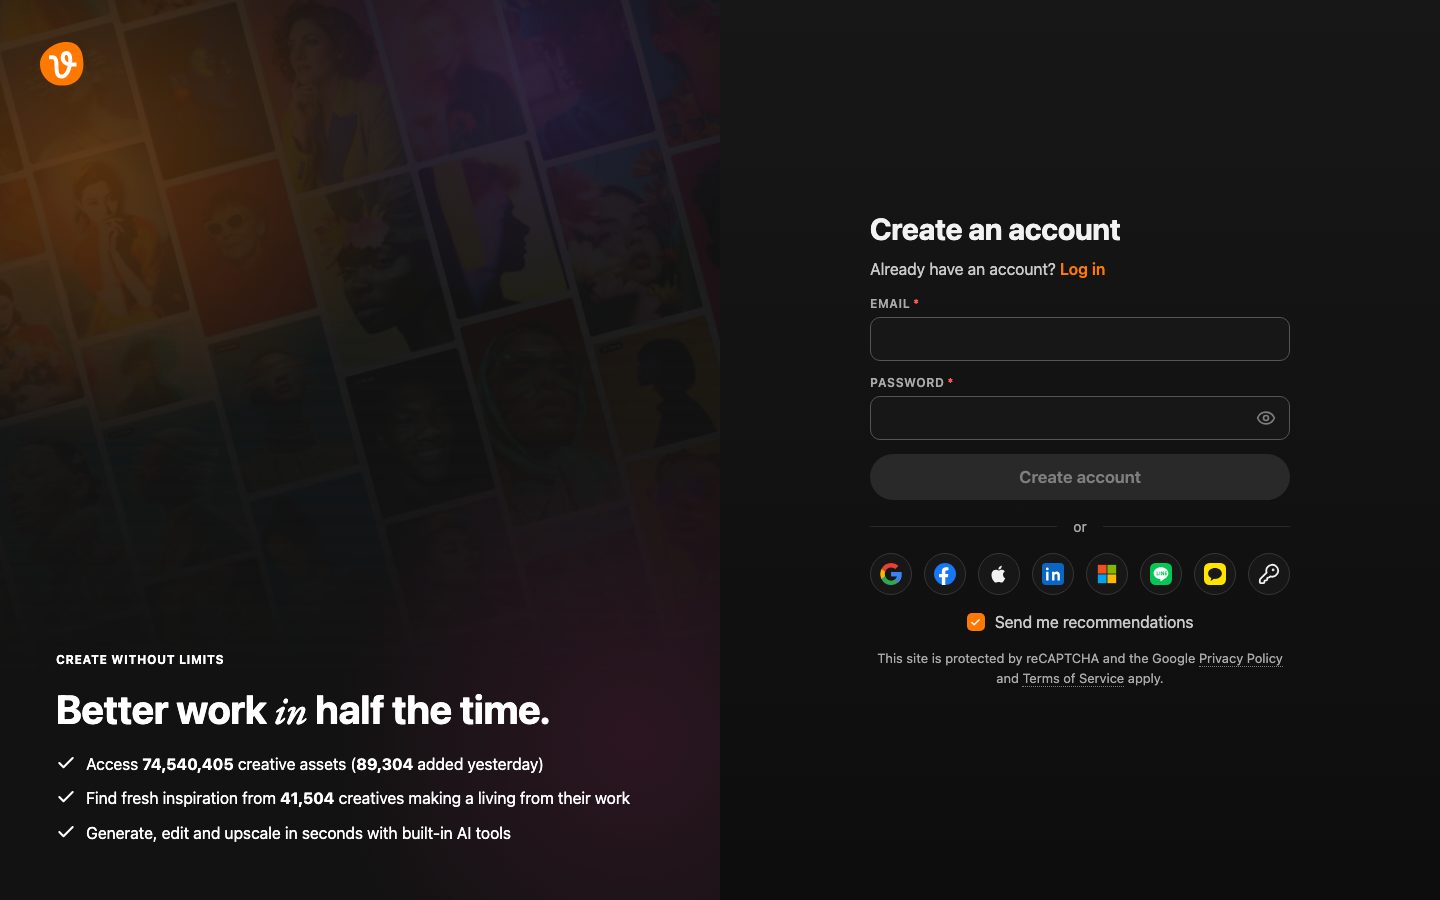 CREATE WITHOUT LIMITS
Better work in half the time.
Access 74,540,405 creative assets (89,304 added yesterday)
Find fresh inspiration from 41,504 creatives making a living from their work
Generate, edit and upscale in seconds with built-in AI tools
Create an account
Already have an account? Log in
EMAIL *
PASSWORD *
Create account
or
Send me recommendations
This site is protected by reCAPTCHA and the Google Privacy Policy
and Terms of Service apply.